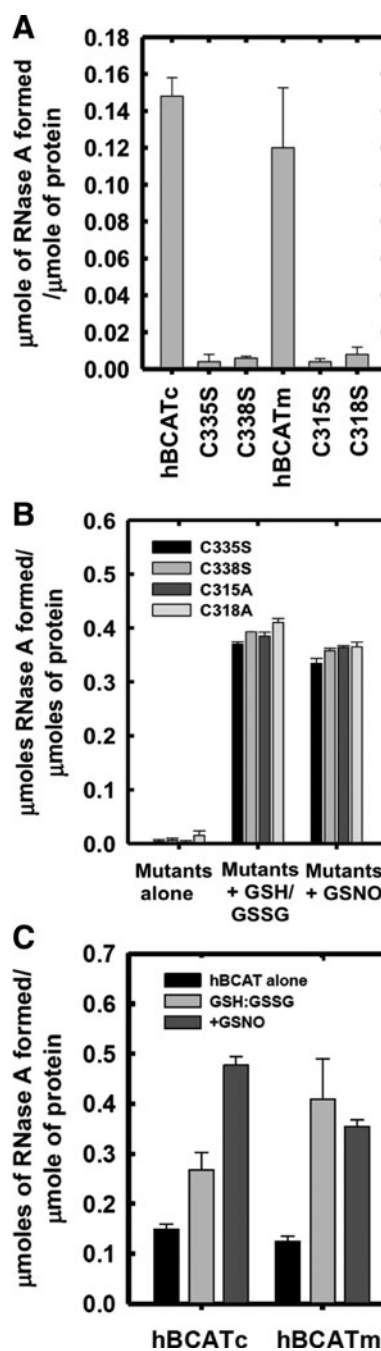 A
μmole of RNase A formed
/μmole of protein
0.18
0.16
0.14
0.12
0.10
0.08
0.06
0.04
0.02
0.00
hBCATc
C335S
C338S
hBCATm
C315S
C318S
B
μmoles RNase A formed/
μmoles of protein
0.6
0.5
0.4
0.3
0.2
0.1
0.0
C335S
C338S
C315A
C318A
Mutants
alone
Mutants
+ GSH/
GSSG
Mutants
+ GSNO
C
μmoles of RNase A formed/
μmole of protein
0.7
0.6
0.5
0.4
0.3
0.2
0.1
0.0
hBCAT alone
GSH:GSSG
+GSNO
hBCATc
hBCATm